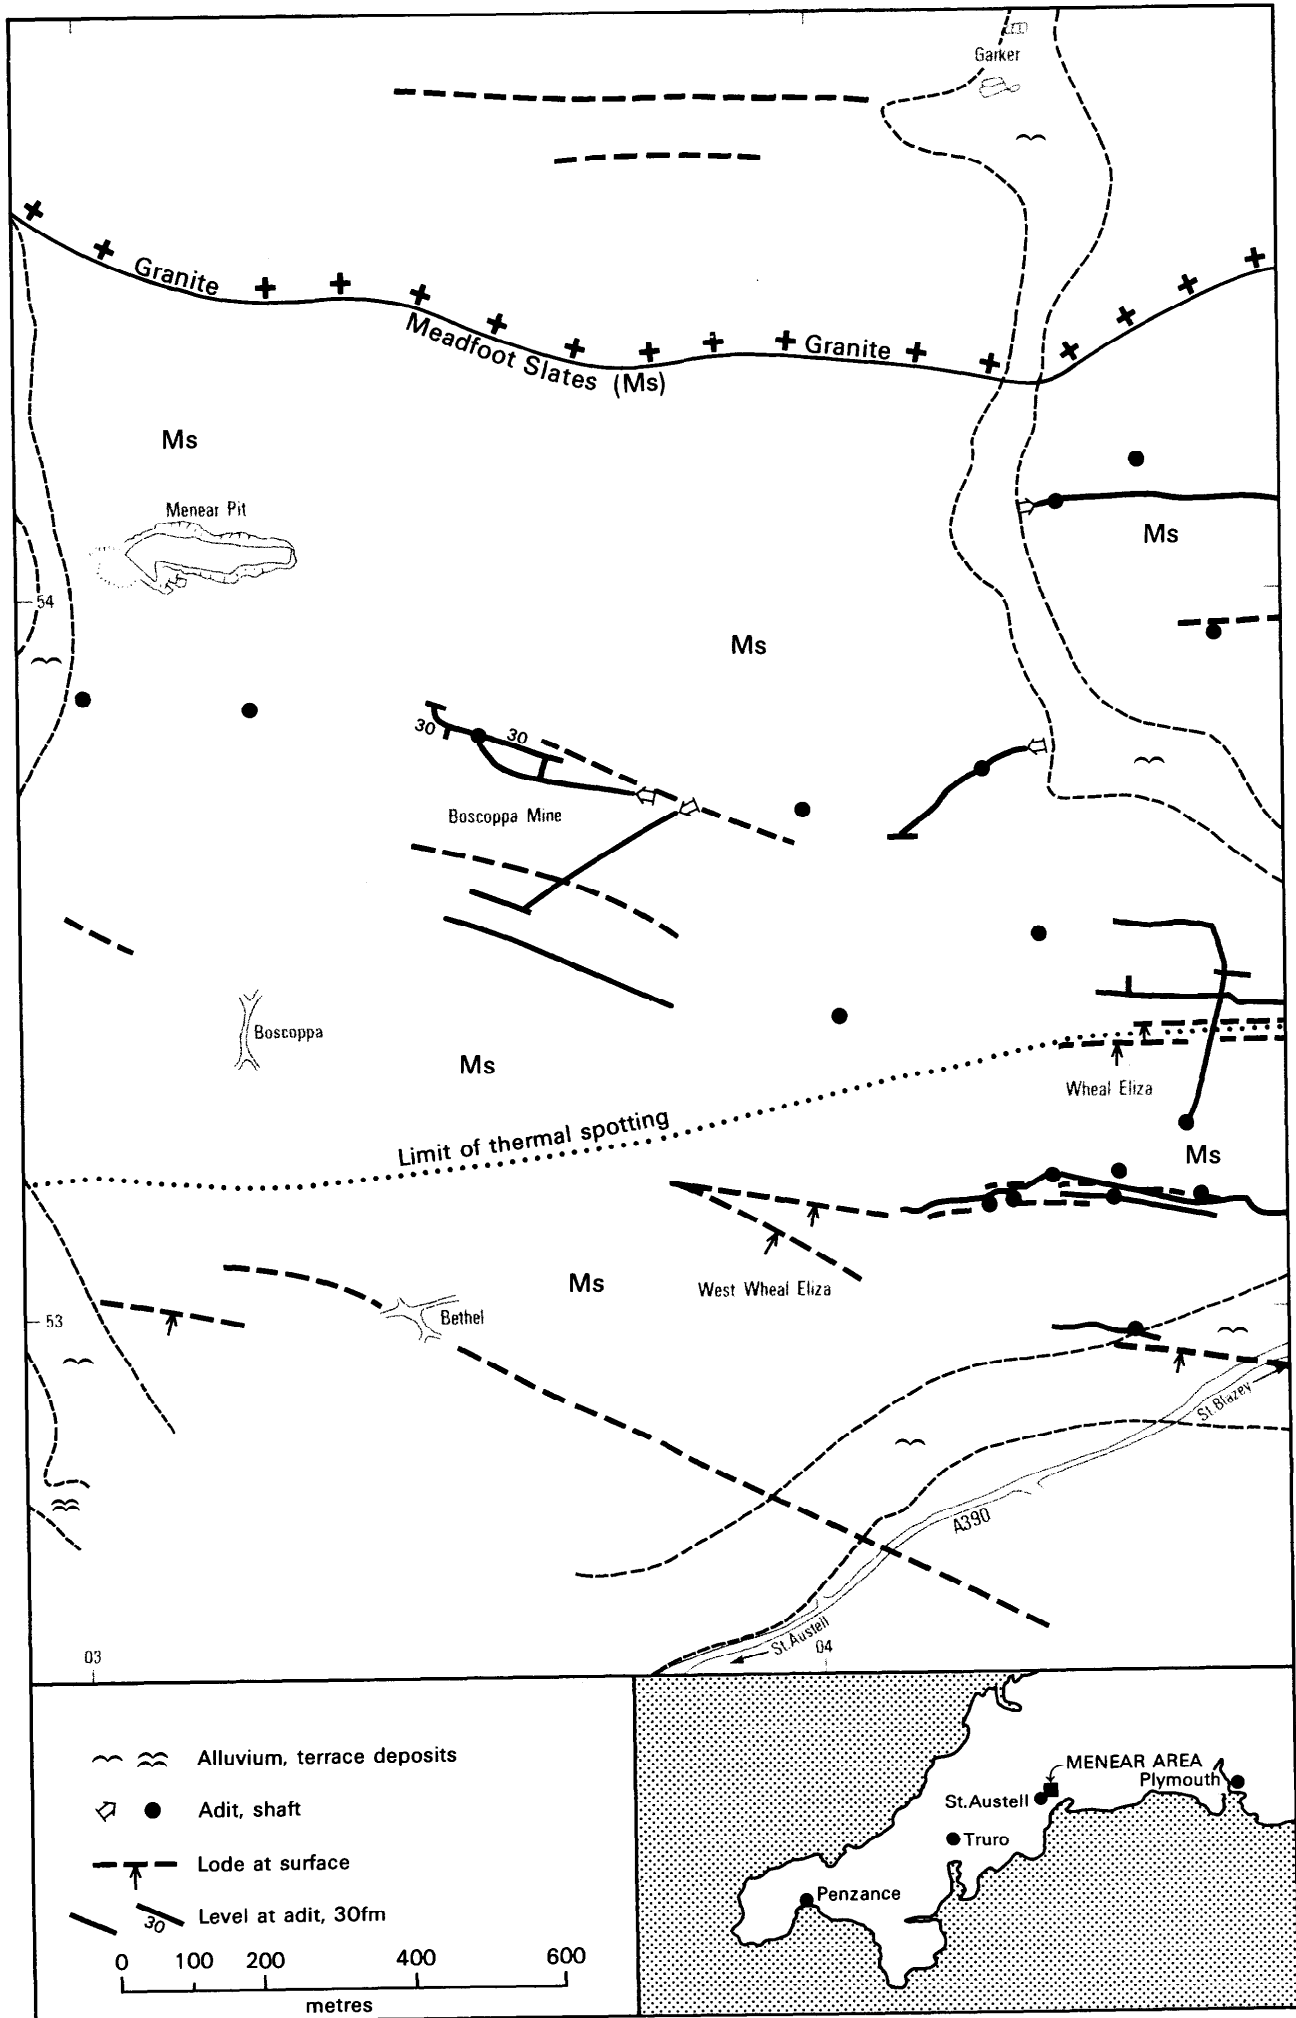 Garker
Granite
Meadfoot Slates (Ms)
Granite
Ms
Menear Pit
Ms
54
Ms
30
30
Boscoppa Mine
Boscoppa
Ms
Wheal Eliza
Limit of thermal spotting
Ms
Ms
West Wheal Eliza
53
Bethel
St.Blazey
A390
St.Austell
03
04
Alluvium, terrace deposits
Adit, shaft
Lode at surface
30
Level at adit, 30fm
0 100 200 400 600
metres
MENEAR AREA
Plymouth
St.Austell
Truro
Penzance